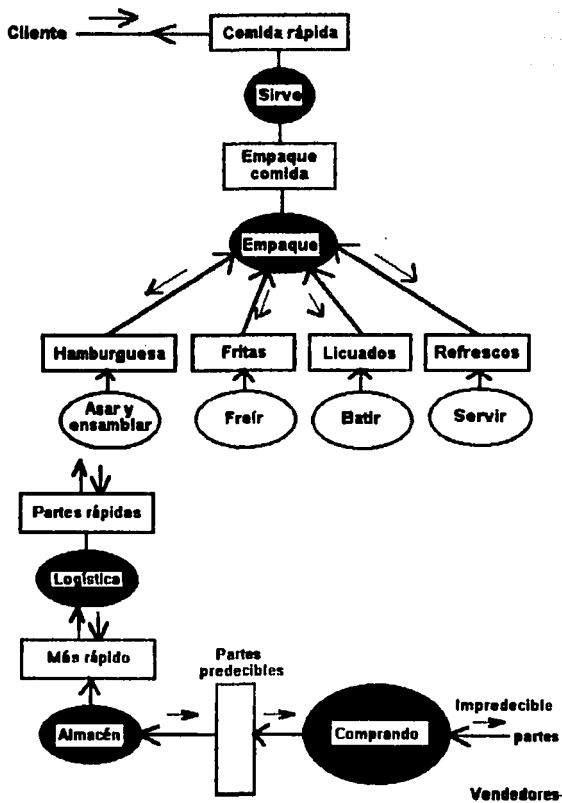 Cliente
Comida rápida
Sirve
Empaque
comida
Empaque
Hamburguesa
Fritas
Licuados
Refrescos
Asar y
ensamblar
Freír
Batir
Servir
Partes rápidas
Logística
Más rápido
Partes
predecibles
Almacén
Comprando
Impredecible
partes
Vendedores